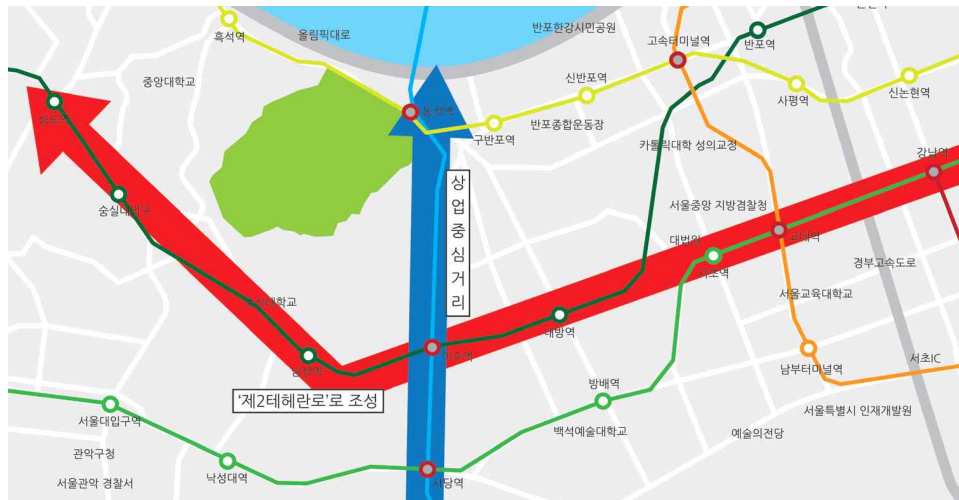 흑석역
올림픽대로
반포한강시민공원
고속터미널역
반포역
중앙대학교
신반포역
사평역
신논현역
동작역
구반포역
반포종합운동장
카톨릭대학 성의교정
강남역
상업중심거리
숭실대입구
서울중앙 지방경찰청
대법원
교대역
서초역
경부고속도로
서울교육대학교
이수역
내방역
남성역
남부터미널역
서초IC
'제2테헤란로'로 조성
방배역
서울특별시 인재개발원
서울대입구역
백석예술대학교
예술의전당
관악구청
낙성대역
사당역
서울관악 경찰서